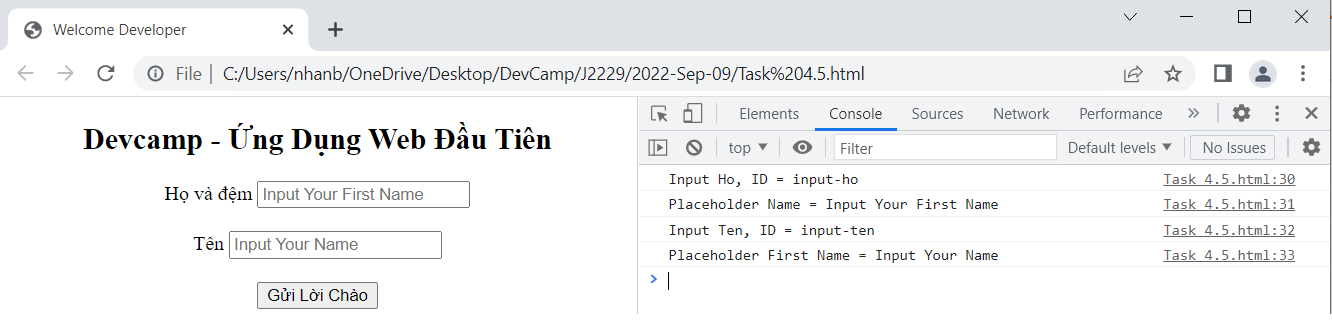 Welcome Developer
File | C:/Users/nhanb/OneDrive/Desktop/DevCamp/J2229/2022-Sep-09/Task%204.5.html
Devcamp - Ứng Dụng Web Đầu Tiên
Họ và đệm Input Your First Name
Tên Input Your Name
Gửi Lời Chào
Elements Console Sources Network Performance
top Filter Default levels No Issues
Input Ho, ID = input-ho Task 4.5.html:30
Placeholder Name = Input Your First Name Task 4.5.html:31
Input Ten, ID = input-ten Task 4.5.html:32
Placeholder First Name = Input Your Name Task 4.5.html:33